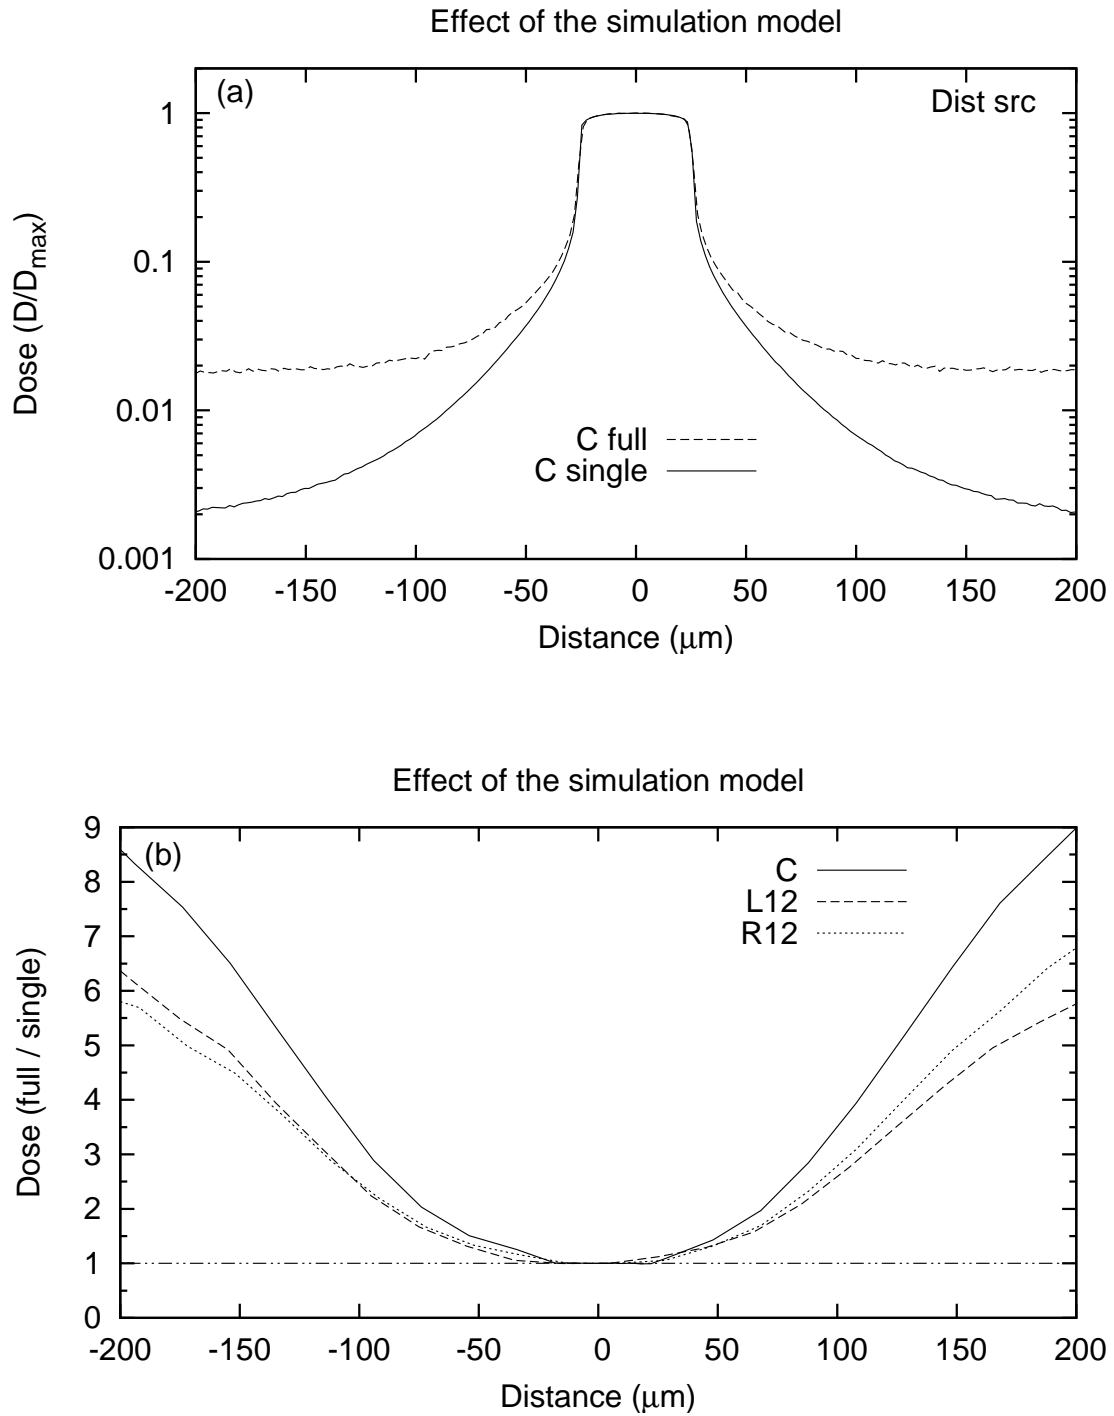 Effect of the simulation model
(a)
Dist src
1
0.1
0.01
0.001
Dose (D/Dmax)
C full
C single
-200 -150 -100 -50 0 50 100 150 200
Distance (μm)
Effect of the simulation model
(b)
C
L12
R12
9
8
7
6
5
4
3
2
1
0
Dose (full / single)
-200 -150 -100 -50 0 50 100 150 200
Distance (μm)